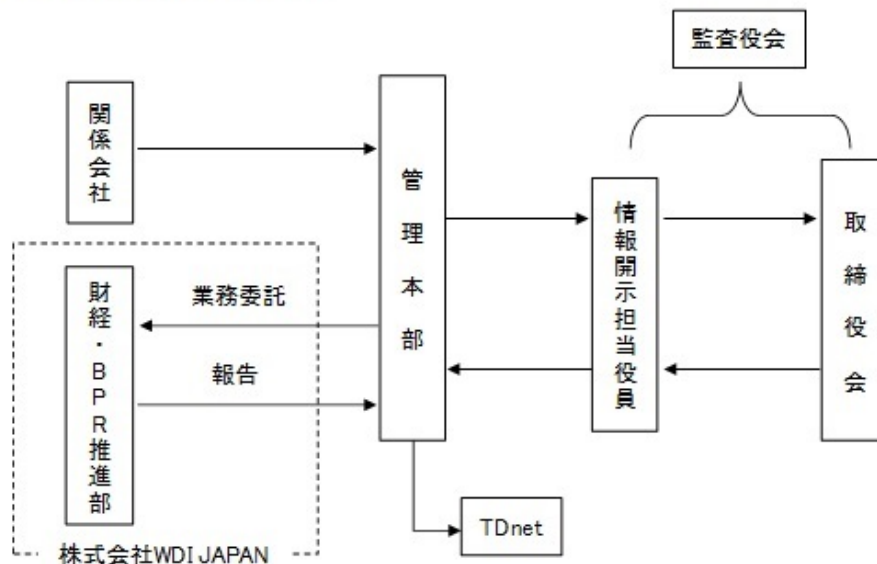 監査役会
関係会社
管理本部
情報開示担当役員
取締役会
財経・BPR推進部
業務委託
報告
TDnet
株式会社WDI JAPAN